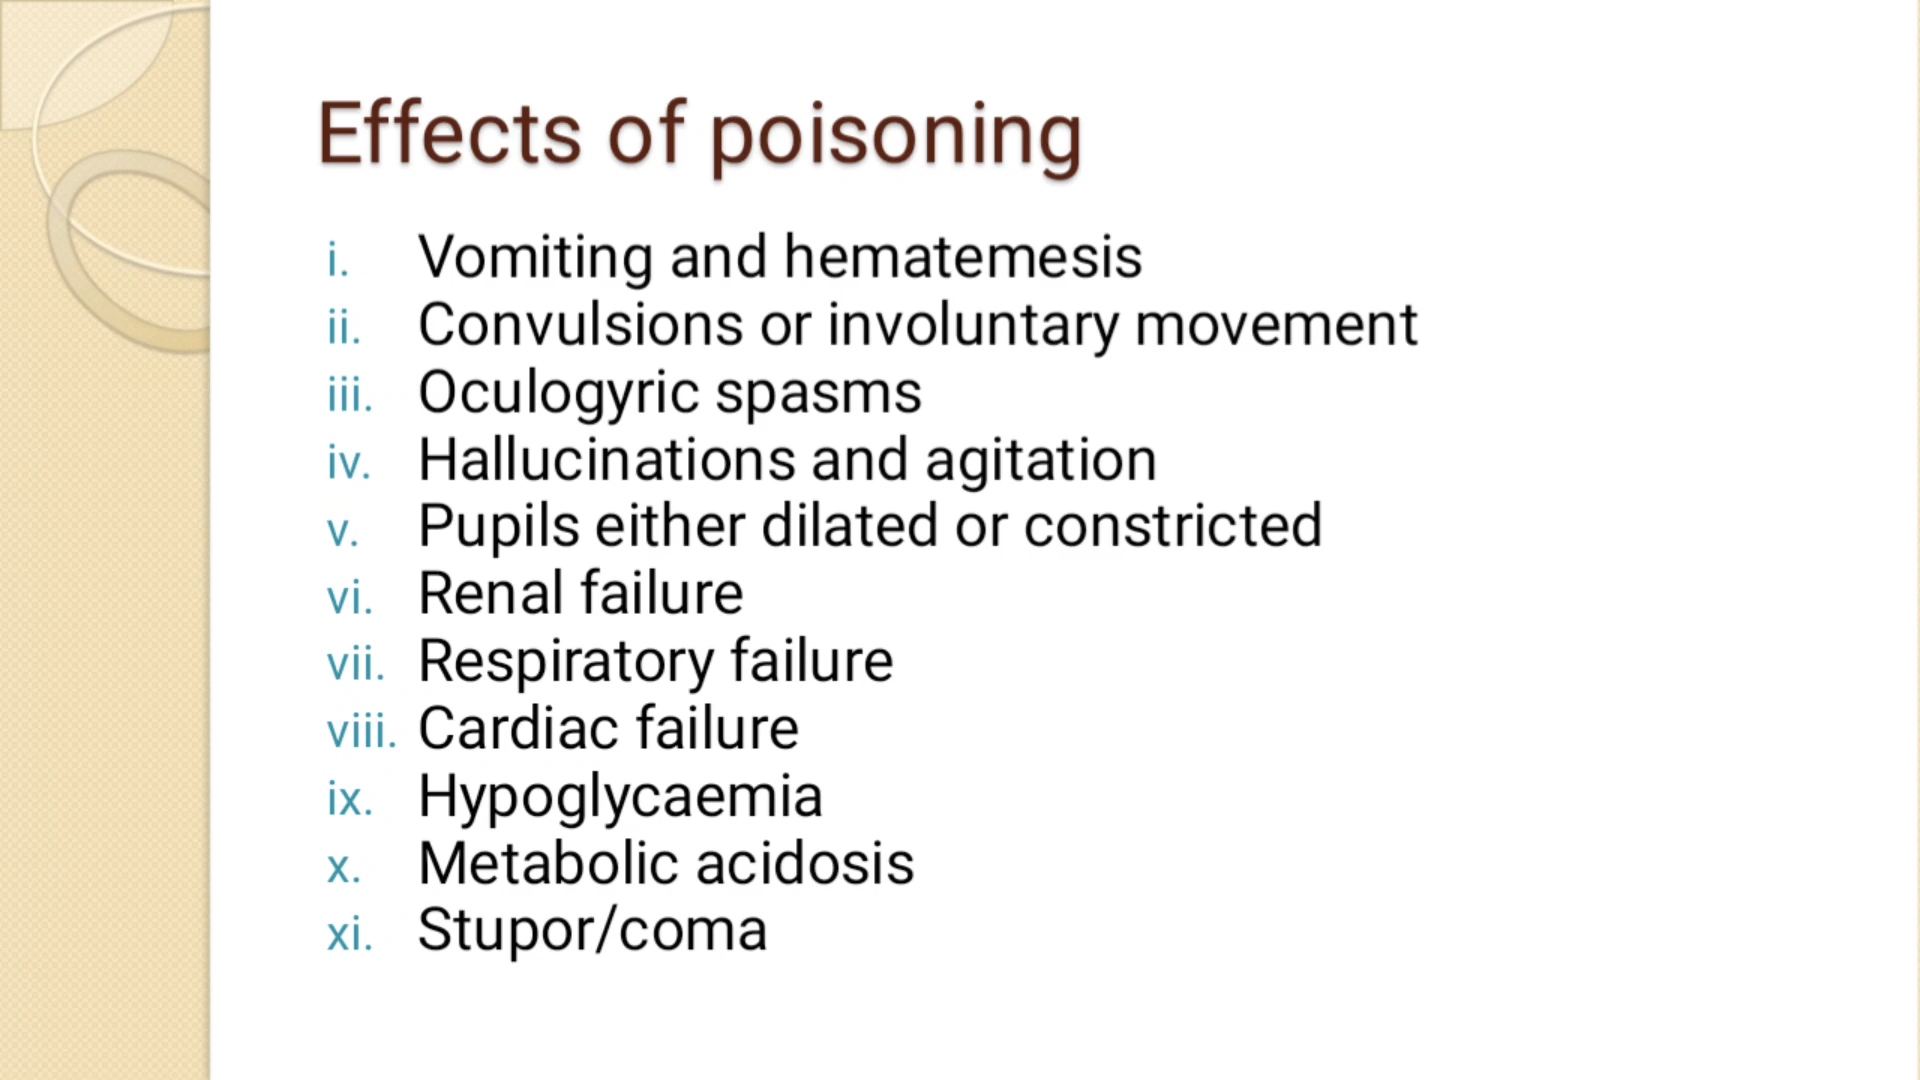 Effects of poisoning
i. Vomiting and hematemesis
ii. Convulsions or involuntary movement
iii. Oculogyric spasms
iv. Hallucinations and agitation
v. Pupils either dilated or constricted
vi. Renal failure
vii. Respiratory failure
viii. Cardiac failure
ix. Hypoglycaemia
x. Metabolic acidosis
xi. Stupor/coma